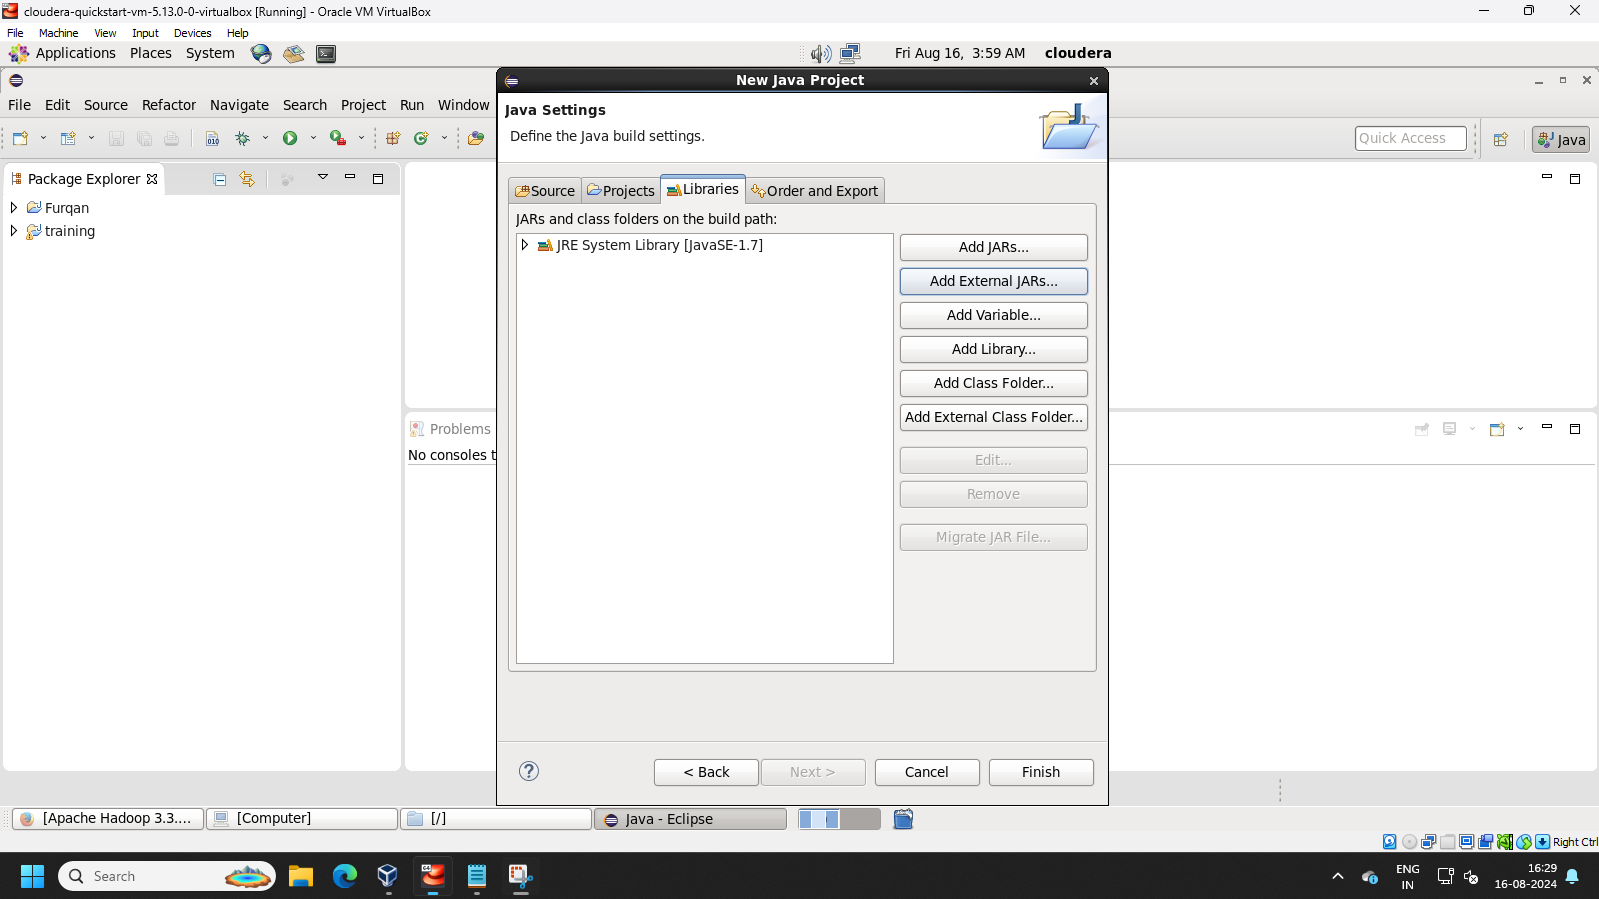 cloudera-quickstart-vm-5.13.0-0-virtualbox [Running] - Oracle VM VirtualBox
File Machine View Input Devices Help
Applications Places System
Fri Aug 16, 3:59 AM cloudera
New Java Project
File Edit Source Refactor Navigate Search Project Run Window
Java Settings
Define the Java build settings.
Quick Access
Java
Package Explorer
Furqan
training
Source Projects Libraries Order and Export
JARs and class folders on the build path:
JRE System Library [JavaSE-1.7]
Add JARs...
Add External JARs...
Add Variable...
Add Library...
Add Class Folder...
Add External Class Folder...
Edit...
Remove
Migrate JAR File...
Problems
No consoles t
< Back Next > Cancel Finish
[Apache Hadoop 3.3.... [Computer] [/] Java - Eclipse
Right Ctrl
Search
ENG
IN
16:29
16-08-2024